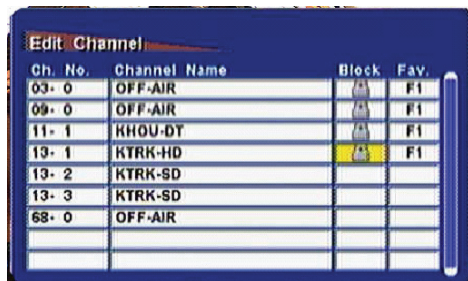 Edit Channel
Ch. No. Channel Name Block Fav.
03- 0 OFF-AIR F1
09- 0 OFF-AIR F1
11- 1 KHOU-DT F1
13- 1 KTRK-HD F1
13- 2 KTRK-SD
13- 3 KTRK-SD
68- 0 OFF-AIR